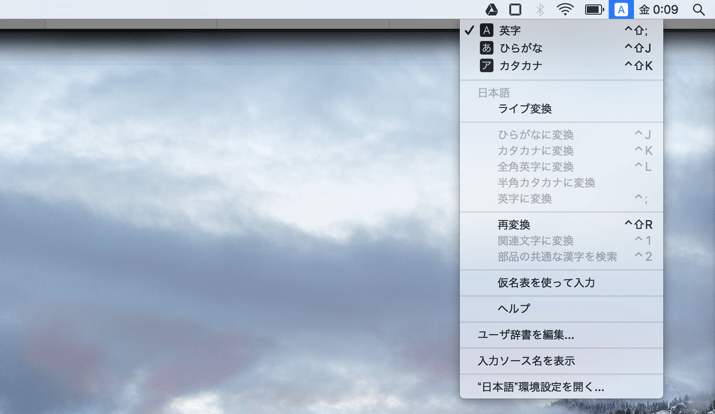 A 金 0:09
✓ A 英字 ^⇧;
あ ひらがな ^⇧J
ア カタカナ ^⇧K
日本語
ライブ変換
ひらがなに変換 ^J
カタカナに変換 ^K
全角英字に変換 ^L
半角カタカナに変換
英字に変換 ^;
再変換 ^⇧R
関連文字に変換 ^1
部品の共通な漢字を検索 ^2
仮名表を使って入力
ヘルプ
ユーザ辞書を編集...
入力ソース名を表示
“日本語”環境設定を開く...